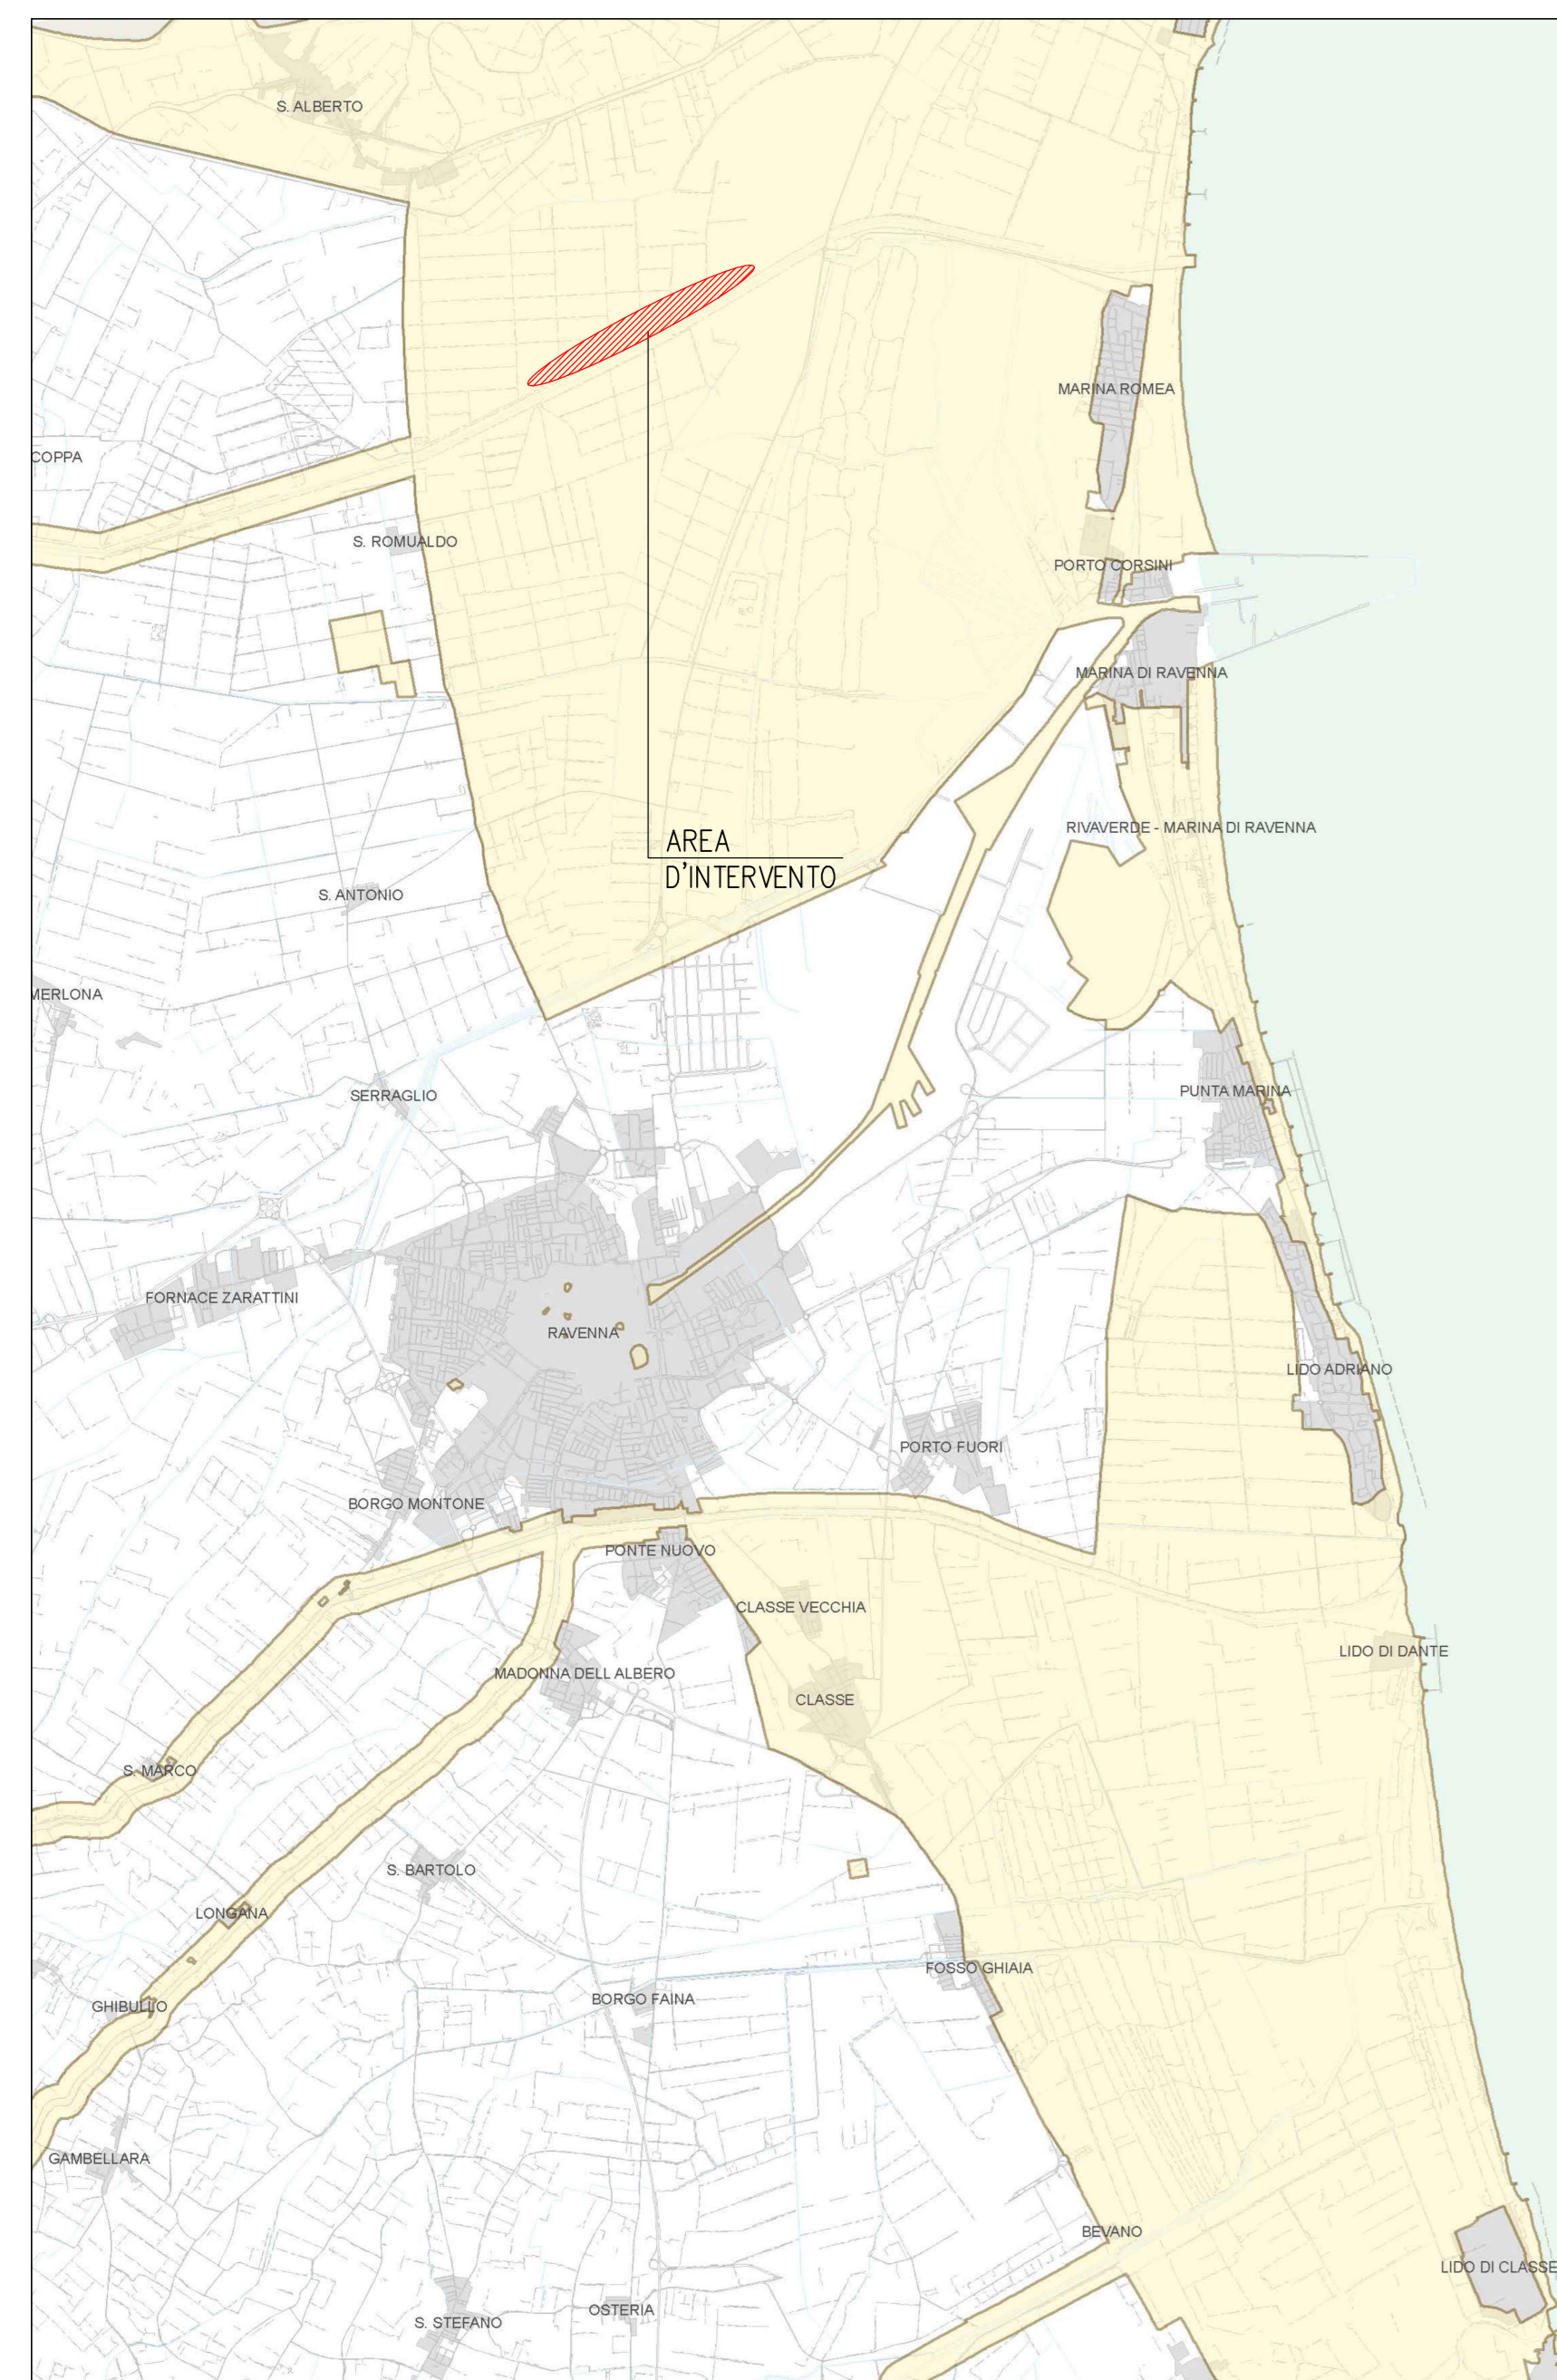 S. ALBERTO
MARINA ROMEA
COPPA
S. ROMUALDO
PORTO CORSINI
MARINA DI RAVENNA
RIVAVERDE - MARINA DI RAVENNA
AREA
D'INTERVENTO
S. ANTONIO
MERLONA
PUNTA MARINA
SERRAGLIO
FORNACE ZARATTINI
RAVENNA
LIDO ADRIANO
PORTO FUORI
BORGO MONTONE
PONTE NUOVO
CLASSE VECCHIA
LIDO DI DANTE
MADONNA DELL ALBERO
CLASSE
S. MARCO
S. BARTOLO
LONGANA
FOSSO GHIAIA
BORGO FAINA
GHIBULLO
GAMBELLARA
BEVANO
LIDO DI CLASSE
OSTERIA
S. STEFANO